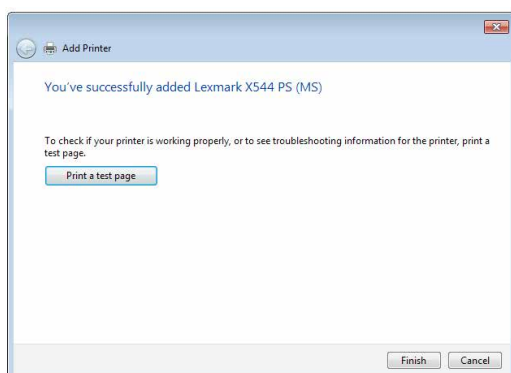 Add Printer
You've successfully added Lexmark X544 PS (MS)
To check if your printer is working properly, or to see troubleshooting information for the printer, print a
test page.
Print a test page
Finish
Cancel